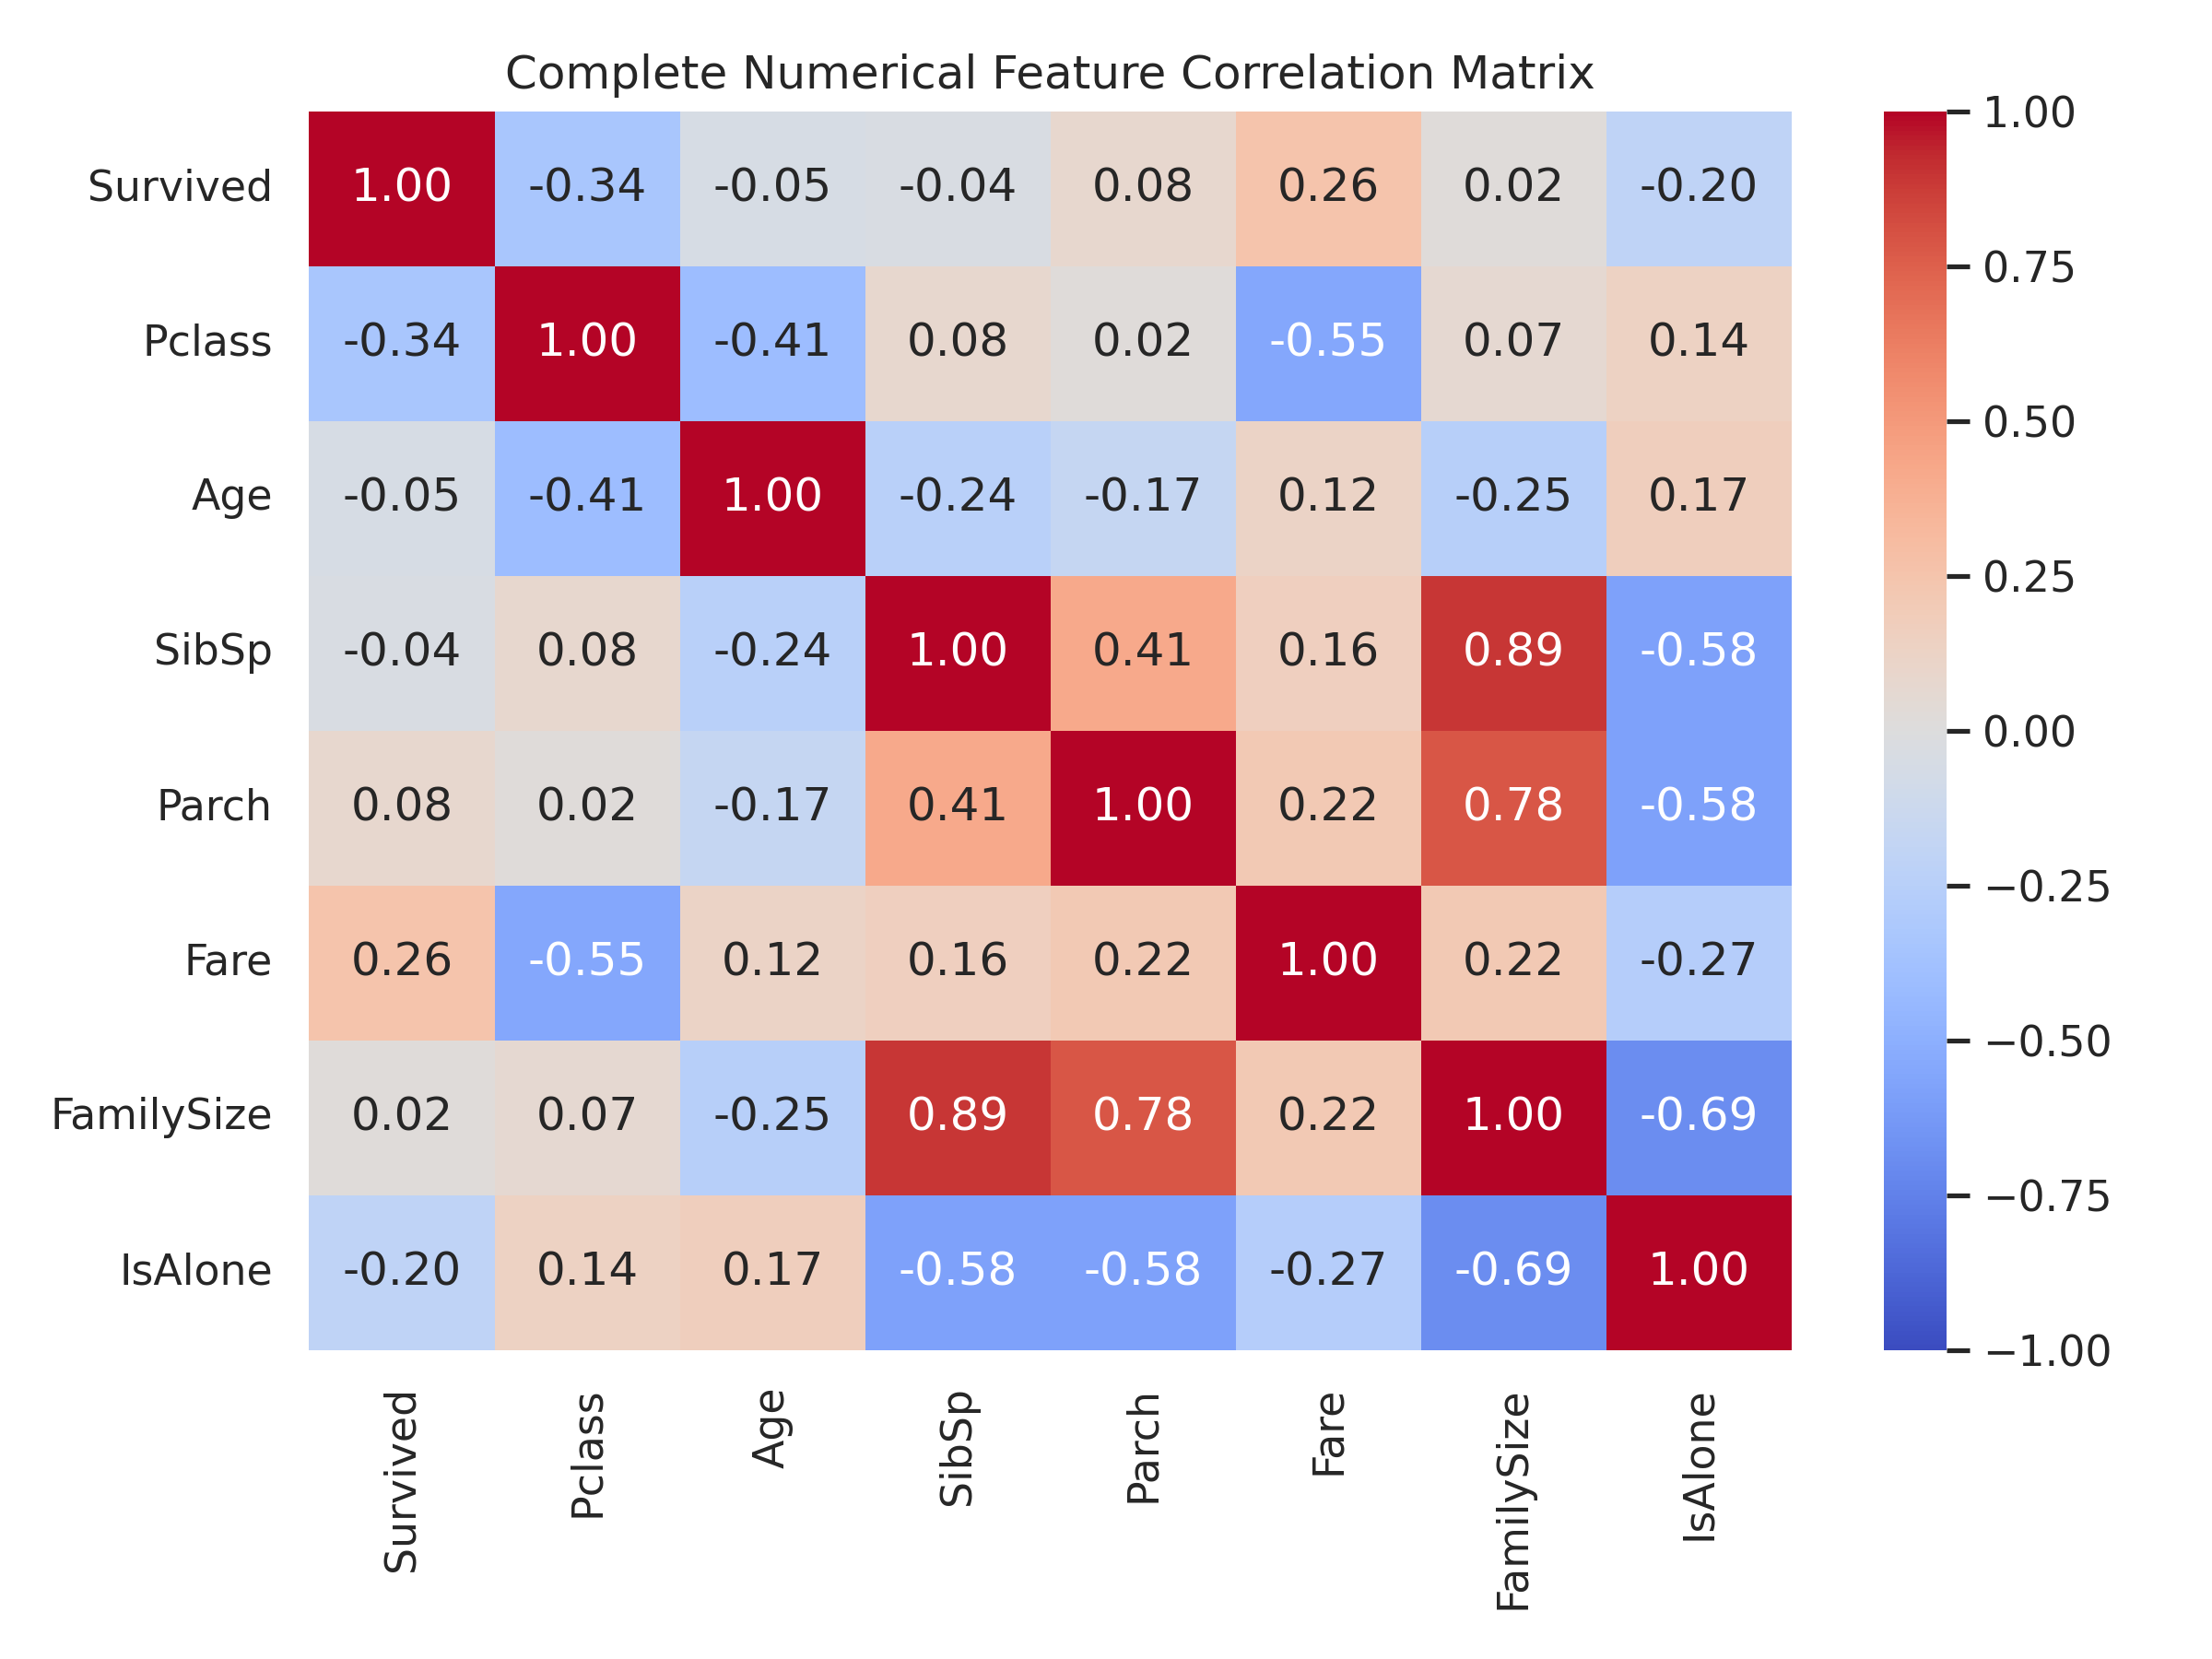 Complete Numerical Feature Correlation Matrix
Survived 1.00 -0.34 -0.05 -0.04 0.08 0.26 0.02 -0.20
Pclass -0.34 1.00 -0.41 0.08 0.02 -0.55 0.07 0.14
Age -0.05 -0.41 1.00 -0.24 -0.17 0.12 -0.25 0.17
SibSp -0.04 0.08 -0.24 1.00 0.41 0.16 0.89 -0.58
Parch 0.08 0.02 -0.17 0.41 1.00 0.22 0.78 -0.58
Fare 0.26 -0.55 0.12 0.16 0.22 1.00 0.22 -0.27
FamilySize 0.02 0.07 -0.25 0.89 0.78 0.22 1.00 -0.69
IsAlone -0.20 0.14 0.17 -0.58 -0.58 -0.27 -0.69 1.00
Survived Pclass Age SibSp Parch Fare FamilySize IsAlone
1.00
0.75
0.50
0.25
0.00
−0.25
−0.50
−0.75
−1.00